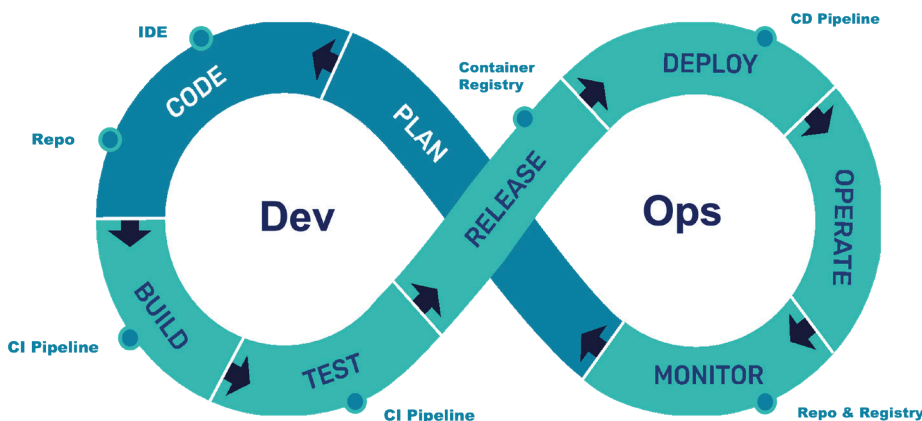 IDE
CD Pipeline
Container
Registry
CODE
PLAN
DEPLOY
Repo
RELEASE
OPERATE
Dev
Ops
BUILD
CI Pipeline
TEST
MONITOR
CI Pipeline
Repo & Registry